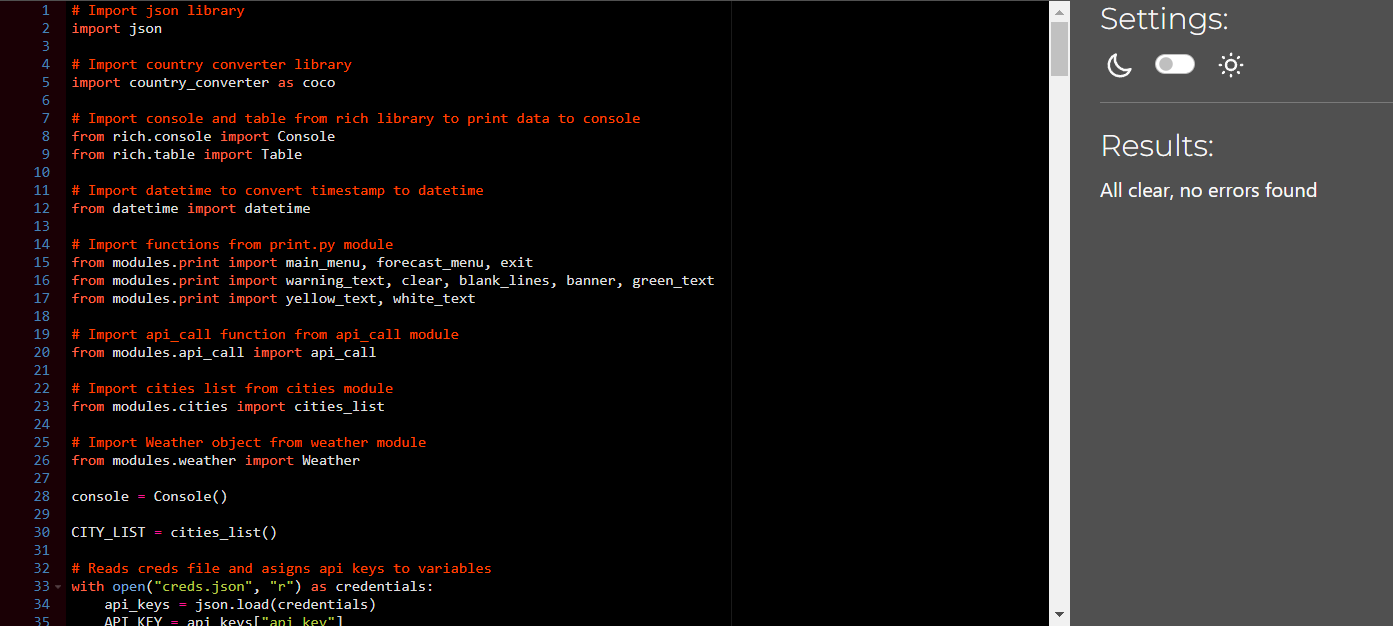 1 # Import json library
2 import json
3
4 # Import country converter library
5 import country_converter as coco
6
7 # Import console and table from rich library to print data to console
8 from rich.console import Console
9 from rich.table import Table
10
11 # Import datetime to convert timestamp to datetime
12 from datetime import datetime
13
14 # Import functions from print.py module
15 from modules.print import main_menu, forecast_menu, exit
16 from modules.print import warning_text, clear, blank_lines, banner, green_text
17 from modules.print import yellow_text, white_text
18
19 # Import api_call function from api_call module
20 from modules.api_call import api_call
21
22 # Import cities list from cities module
23 from modules.cities import cities_list
24
25 # Import Weather object from weather module
26 from modules.weather import Weather
27
28 console = Console()
29
30 CITY_LIST = cities_list()
31
32 # Reads creds file and asigns api keys to variables
33 with open("creds.json", "r") as credentials:
34     api_keys = json.load(credentials)
35     API_KEY = api_keys["api_key"]
Settings:
Results:
All clear, no errors found